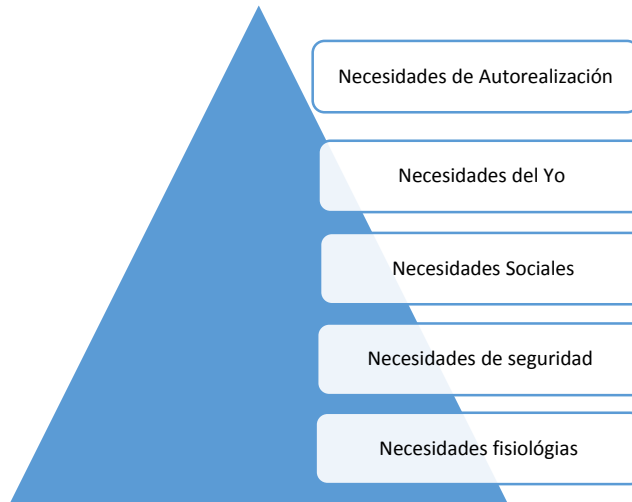 Necesidades de Autorealización
Necesidades del Yo
Necesidades Sociales
Necesidades de seguridad
Necesidades fisiológias